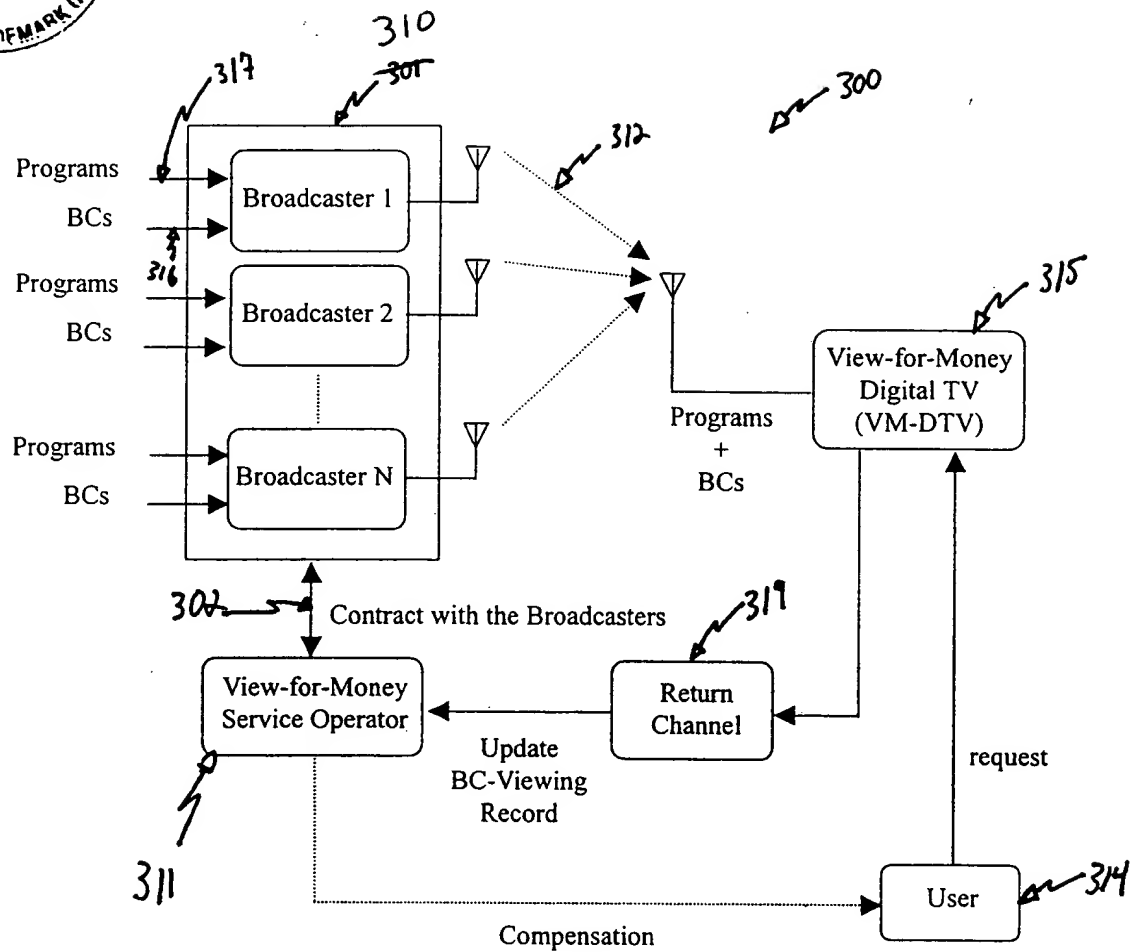 310
301
317
300
312
Programs
BCs
Broadcaster 1
316
Programs
BCs
Broadcaster 2
315
View-for-Money
Digital TV
(VM-DTV)
Programs
+
BCs
Programs
BCs
Broadcaster N
302
Contract with the Broadcasters
319
View-for-Money
Service Operator
Return
Channel
Update
BC-Viewing
Record
request
311
User
314
Compensation